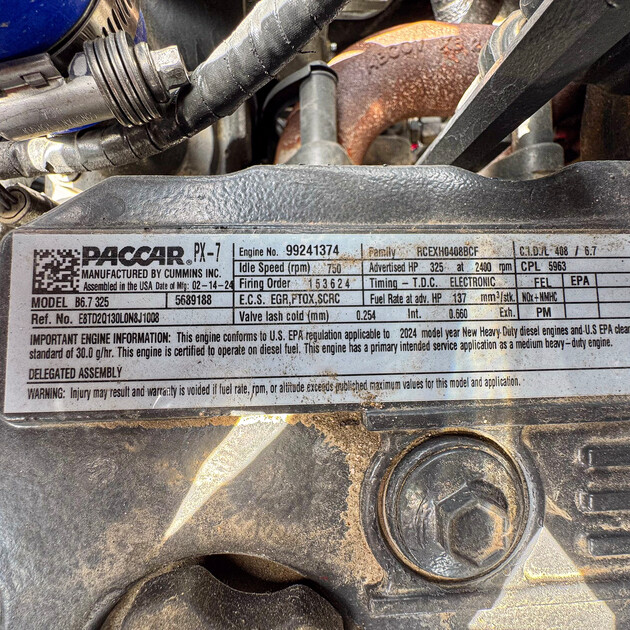 PACCAR® PX-7
MANUFACTURED BY CUMMINS INC.
Assembled in the USA Date of Mfg: 02-14-24
MODEL B6.7 325 5689188
Ref. No. E8TD2Q130L0N8J1008
Engine No. 99241374 Family RCEXH0408BCF C.I.D./L 408 / 6.7
Idle Speed (rpm) 750 Advertised HP 325 at 2400 rpm CPL 5963
Firing Order 153624 Timing - T.D.C. ELECTRONIC FEL EPA
E.C.S. EGR,PTOX,SCRC Fuel Rate at adv. HP 137 mm³/stk. NOx+NMHC
Valve lash cold (mm) 0.254 Int. 0.660 Exh. PM
IMPORTANT ENGINE INFORMATION: This engine conforms to U.S. EPA regulation applicable to 2024 model year New Heavy-Duty diesel engines and U.S. EPA clean
standard of 30.0 g/hr. This engine is certified to operate on diesel fuel. This engine has a primary intended service application as a medium heavy-duty engine.
DELEGATED ASSEMBLY
WARNING: Injury may result and warranty is voided if fuel rate, rpm, or altitude exceeds published maximum values for this model and application.